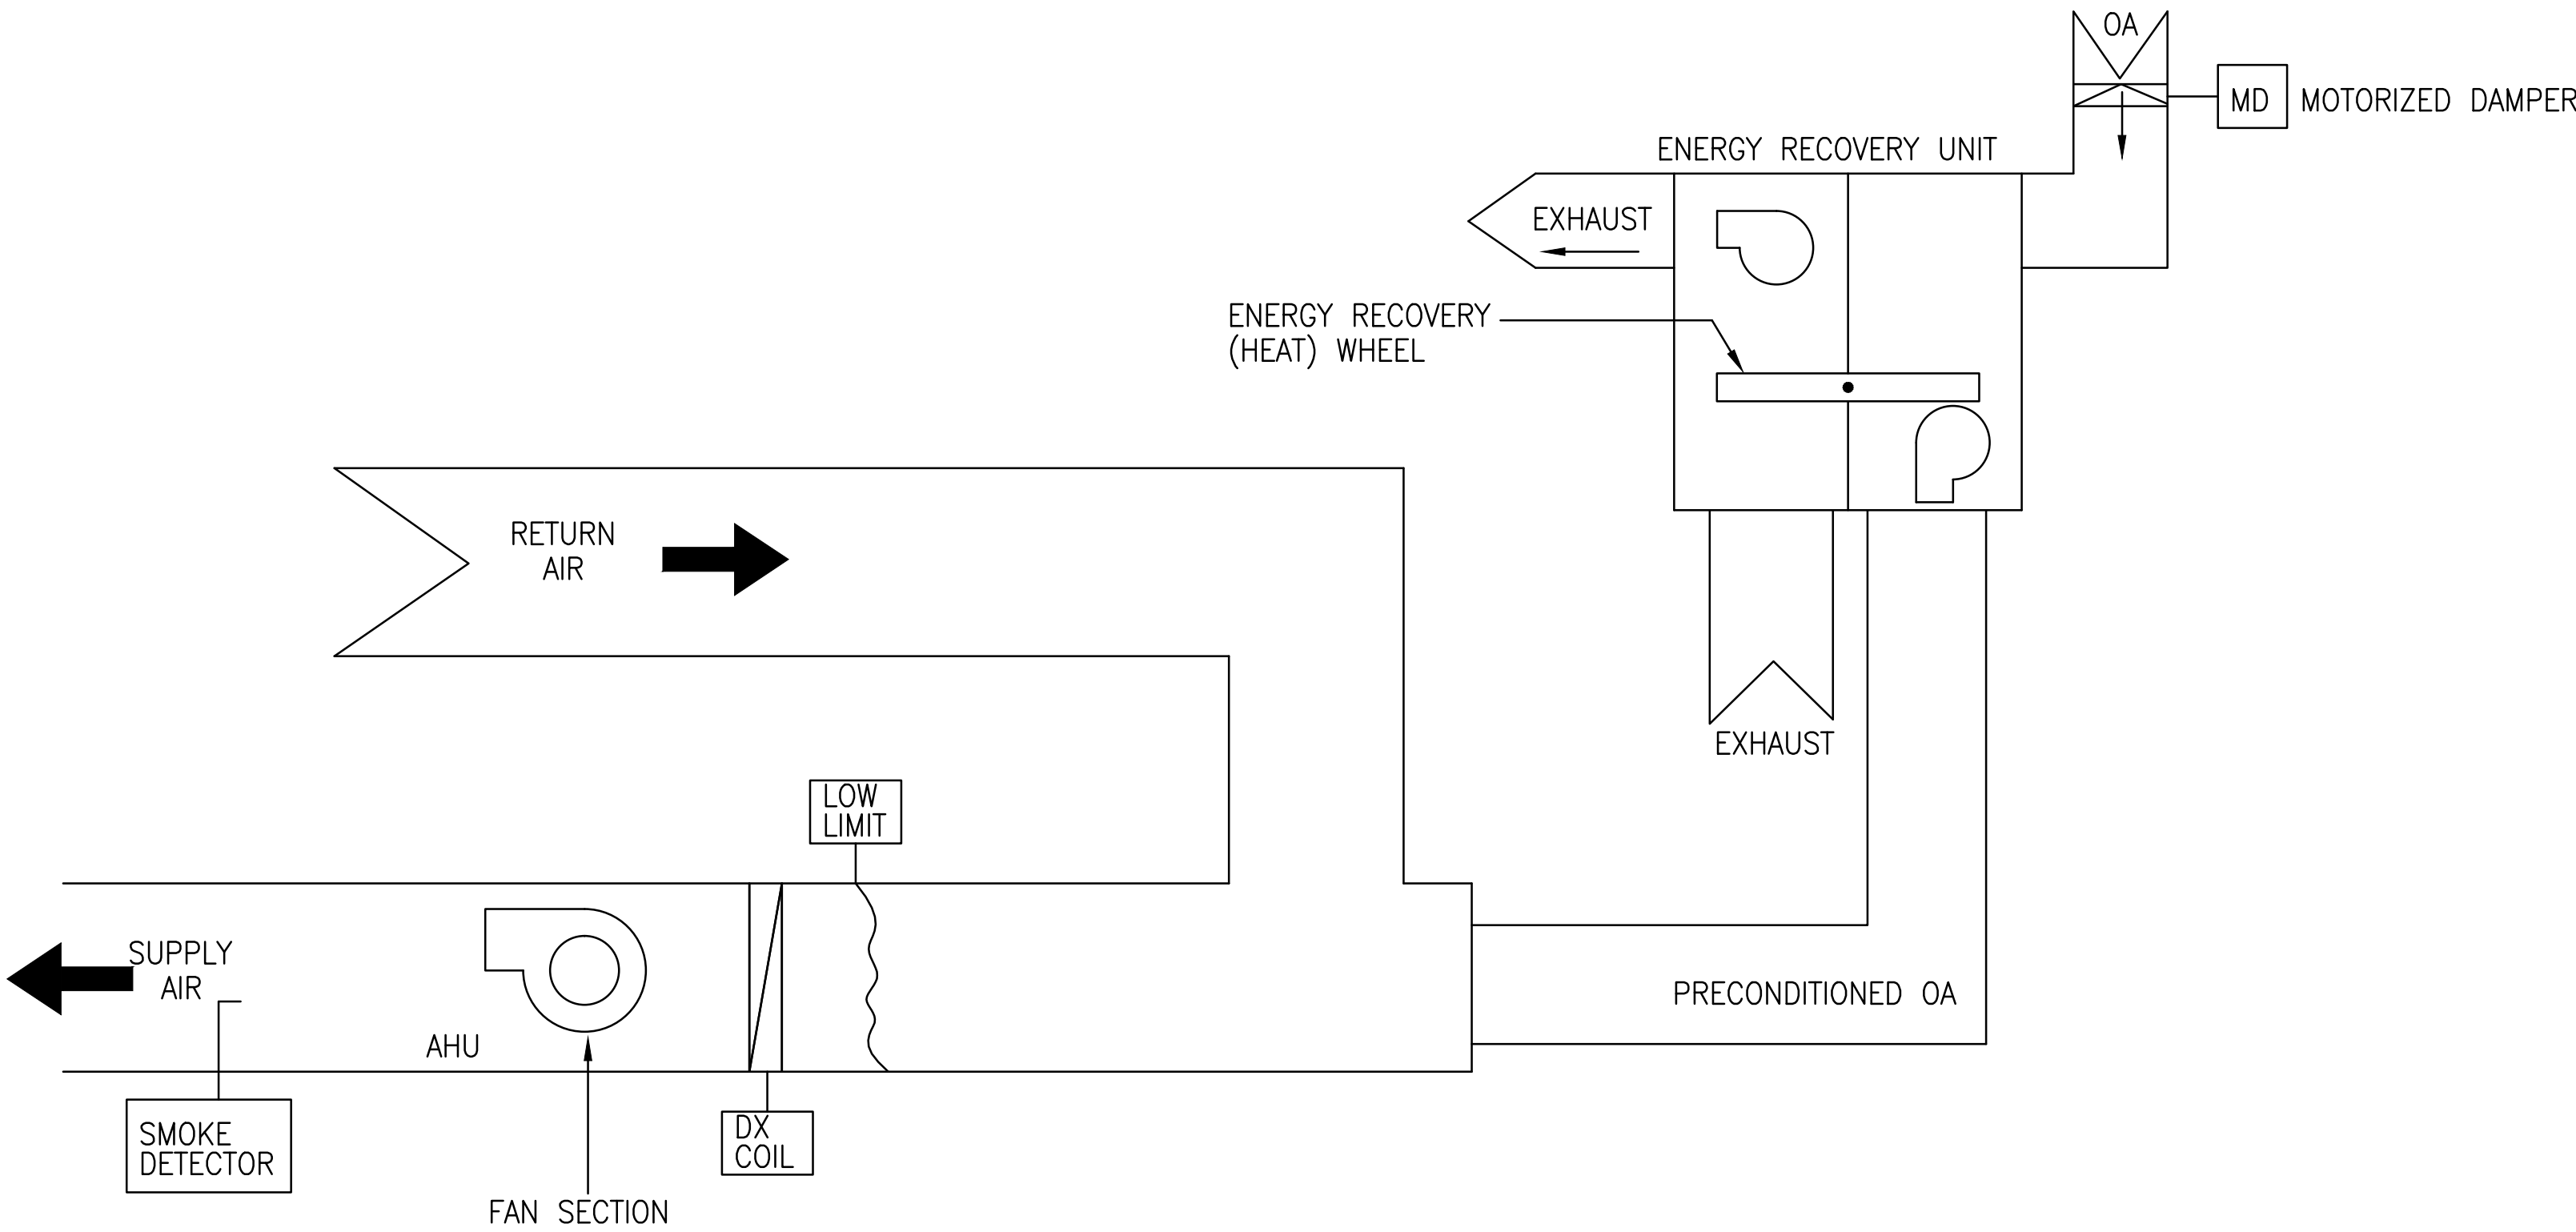 OA
MD
MOTORIZED DAMPER
ENERGY RECOVERY UNIT
EXHAUST
ENERGY RECOVERY
(HEAT) WHEEL
RETURN
AIR
EXHAUST
LOW
LIMIT
SUPPLY
AIR
PRECONDITIONED OA
AHU
SMOKE
DETECTOR
DX
COIL
FAN SECTION